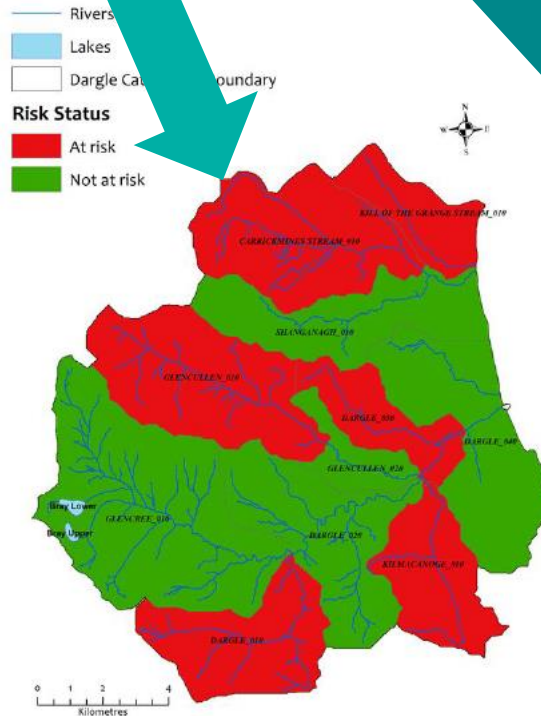 Rivers
Lakes
Dargle Ca
oundary
Risk Status
At risk
Not at risk
N
W
E
S
KILL OF THE GRANGE STREAM_010
CARRICKMINES STREAM_010
SHANGANAGH_010
GLENCULLEN_010
DARGLE_030
DARGLE_040
GLENCULLEN_020
Bray Lower
GLENCREE_010
Bray Upper
DARGLE_020
KILMACANOGE_010
DARGLE_010
0 1 2 4
Kilometres